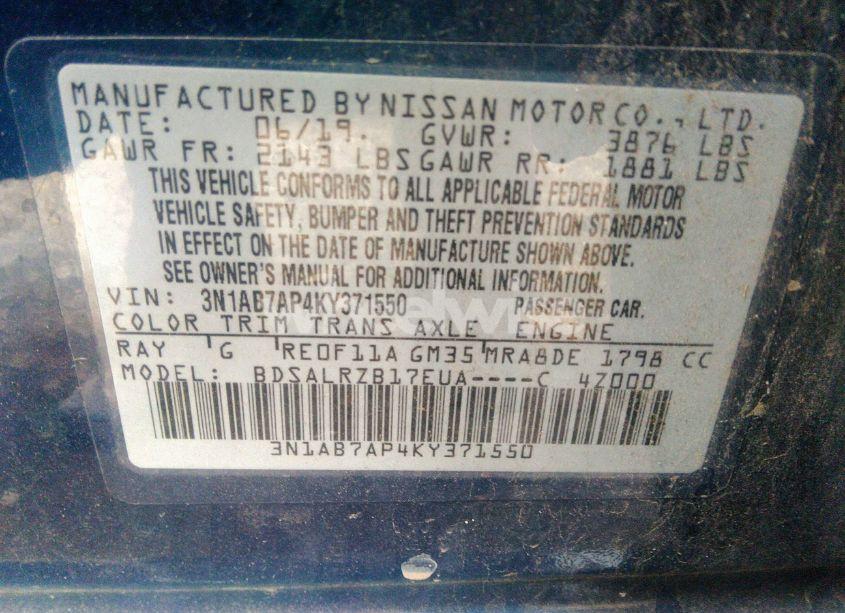 MANUFACTURED BY NISSAN MOTOR CO., LTD.
DATE: 06/19. GVWR: 3876 LBS
GAWR FR: 2143 LBS GAWR RR: 1881 LBS
THIS VEHICLE CONFORMS TO ALL APPLICABLE FEDERAL MOTOR
VEHICLE SAFETY, BUMPER AND THEFT PREVENTION STANDARDS
IN EFFECT ON THE DATE OF MANUFACTURE SHOWN ABOVE.
SEE OWNER'S MANUAL FOR ADDITIONAL INFORMATION.
VIN: 3N1AB7AP4KY371550 PASSENGER CAR.
COLOR TRIM TRANS AXLE ENGINE
RAY G RE0F11A GM35 MRA8DE 1798 CC
MODEL: BDSALRZB17EUA----C 4Z000
3N1AB7AP4KY371550